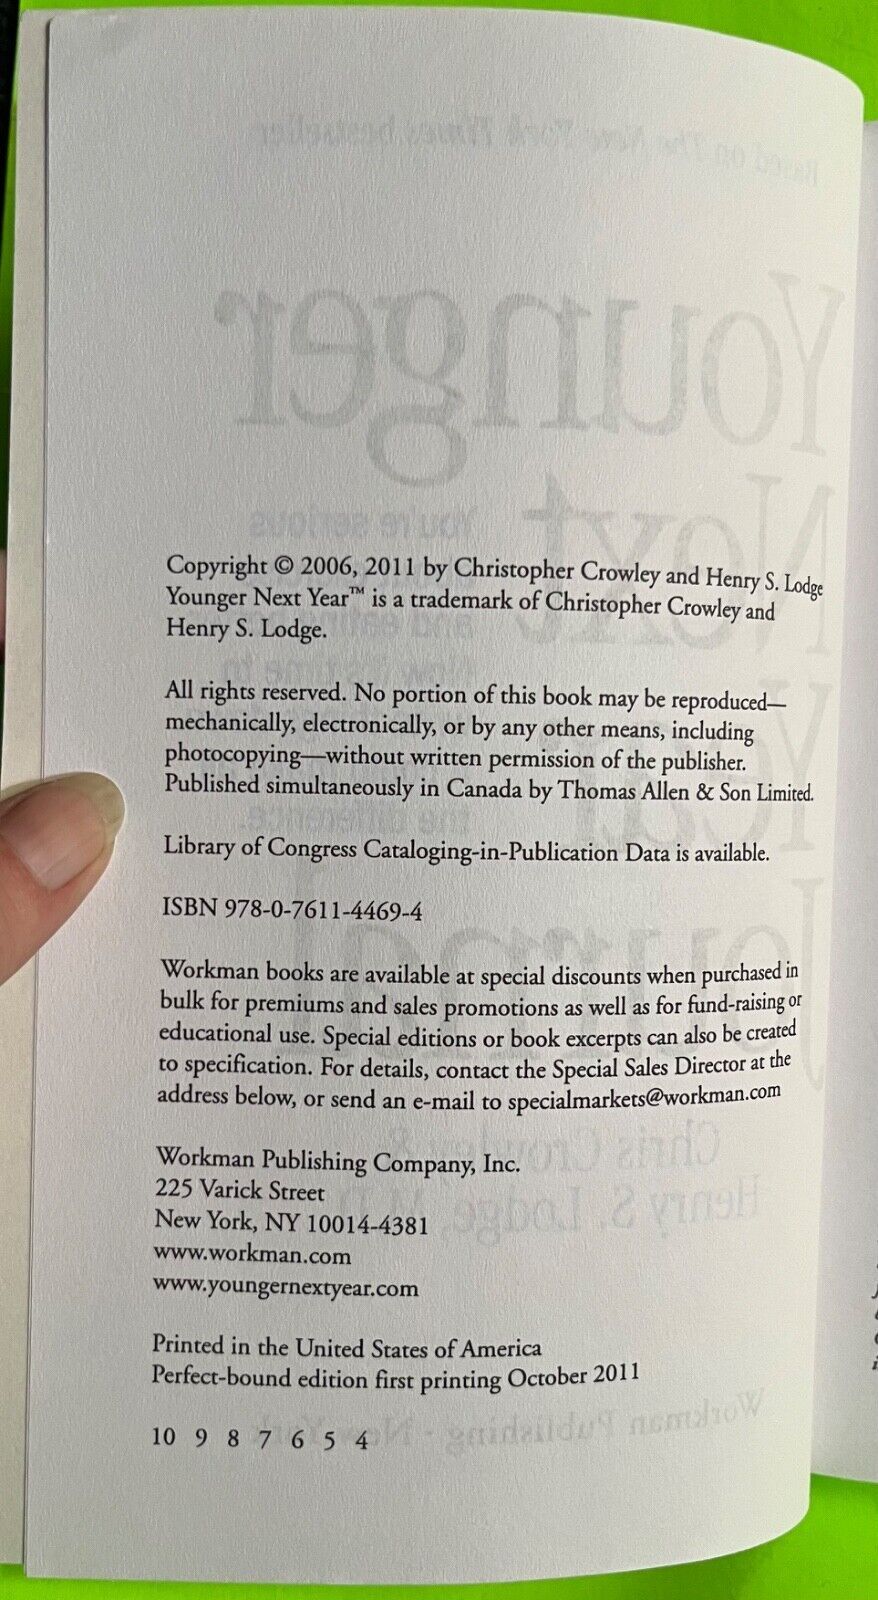 Copyright © 2006, 2011 by Christopher Crowley and Henry S. Lodge
Younger Next Year™ is a trademark of Christopher Crowley and
Henry S. Lodge.
All rights reserved. No portion of this book may be reproduced—
mechanically, electronically, or by any other means, including
photocopying—without written permission of the publisher.
Published simultaneously in Canada by Thomas Allen & Son Limited.
Library of Congress Cataloging-in-Publication Data is available.
ISBN 978-0-7611-4469-4
Workman books are available at special discounts when purchased in
bulk for premiums and sales promotions as well as for fund-raising or
educational use. Special editions or book excerpts can also be created
to specification. For details, contact the Special Sales Director at the
address below, or send an e-mail to specialmarkets@workman.com
Workman Publishing Company, Inc.
225 Varick Street
New York, NY 10014-4381
www.workman.com
www.youngernextyear.com
Printed in the United States of America
Perfect-bound edition first printing October 2011
10 9 8 7 6 5 4